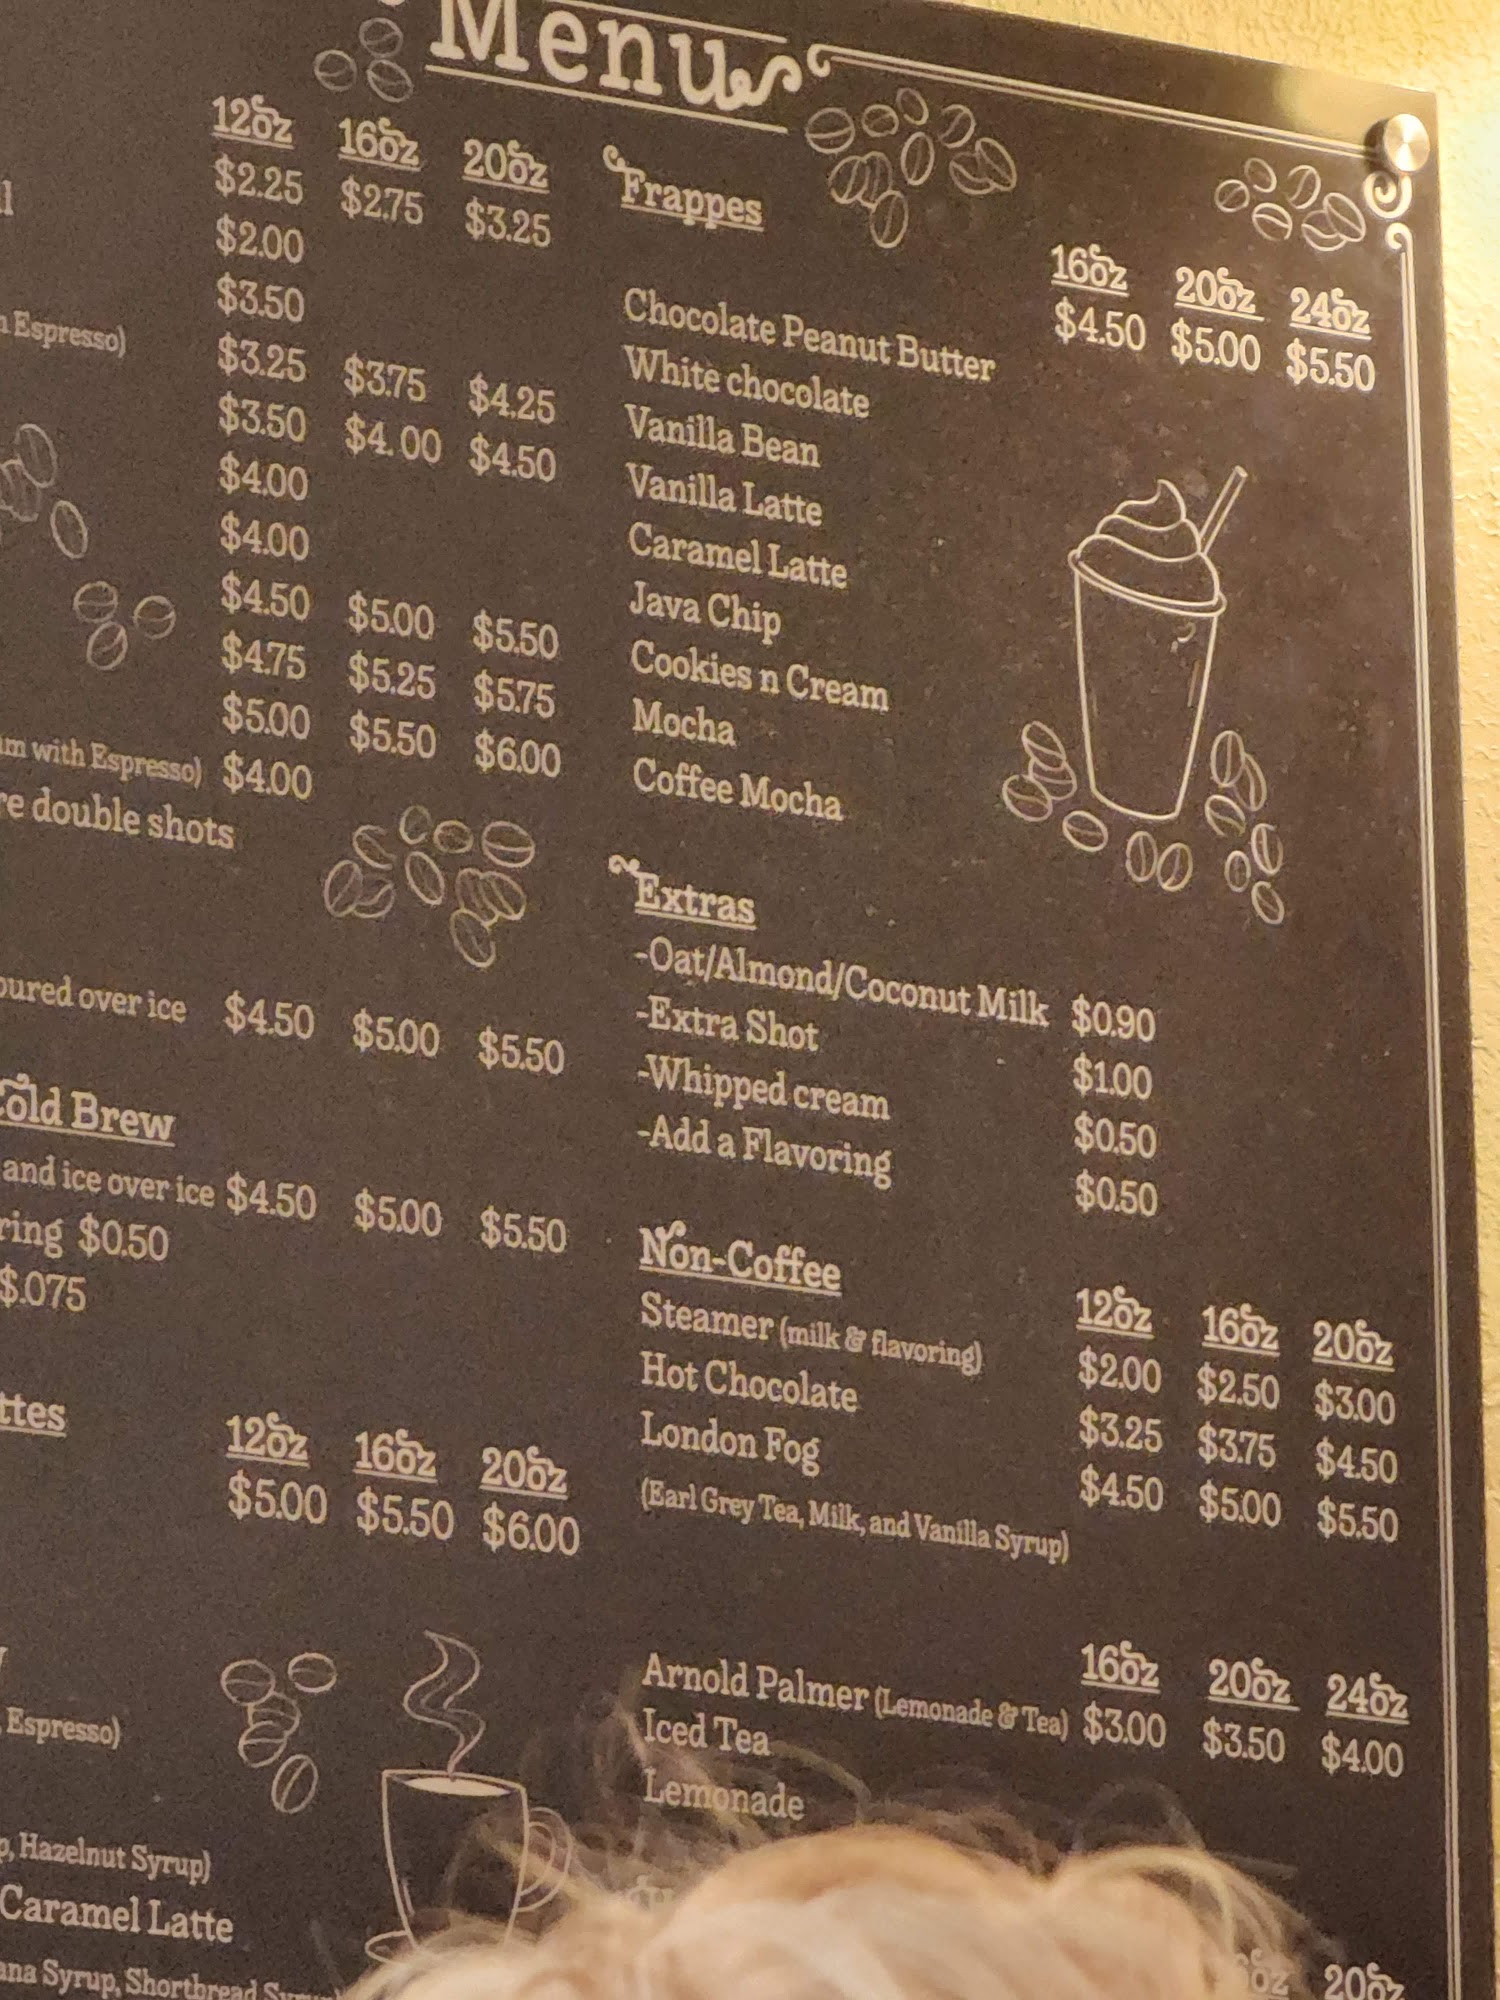 Menu
12oz 16oz 20oz
$2.25 $2.75 $3.25
$2.00
$3.50
Espresso) $3.25 $3.75 $4.25
$3.50 $4.00 $4.50
$4.00
$4.00
$4.50 $5.00 $5.50
$4.75 $5.25 $5.75
$5.00 $5.50 $6.00
with Espresso) $4.00
double shots
over ice $4.50 $5.00 $5.50
Cold Brew
and ice over ice $4.50 $5.00 $5.50
$0.50
$.075
12oz 16oz 20oz
$5.00 $5.50 $6.00
Espresso)
Hazelnut Syrup)
Caramel Latte
Syrup, Shortbread
Frappes
16oz 20oz 24oz
Chocolate Peanut Butter $4.50 $5.00 $5.50
White chocolate
Vanilla Bean
Vanilla Latte
Caramel Latte
Java Chip
Cookies n Cream
Mocha
Coffee Mocha
Extras
-Oat/Almond/Coconut Milk $0.90
-Extra Shot $1.00
-Whipped cream $0.50
-Add a Flavoring $0.50
Non-Coffee
12oz 16oz 20oz
Steamer (milk & flavoring) $2.00 $2.50 $3.00
Hot Chocolate $3.25 $3.75 $4.50
London Fog $4.50 $5.00 $5.50
(Earl Grey Tea, Milk, and Vanilla Syrup)
16oz 20oz 24oz
Arnold Palmer (Lemonade & Tea) $3.00 $3.50 $4.00
Iced Tea
Lemonade
20oz